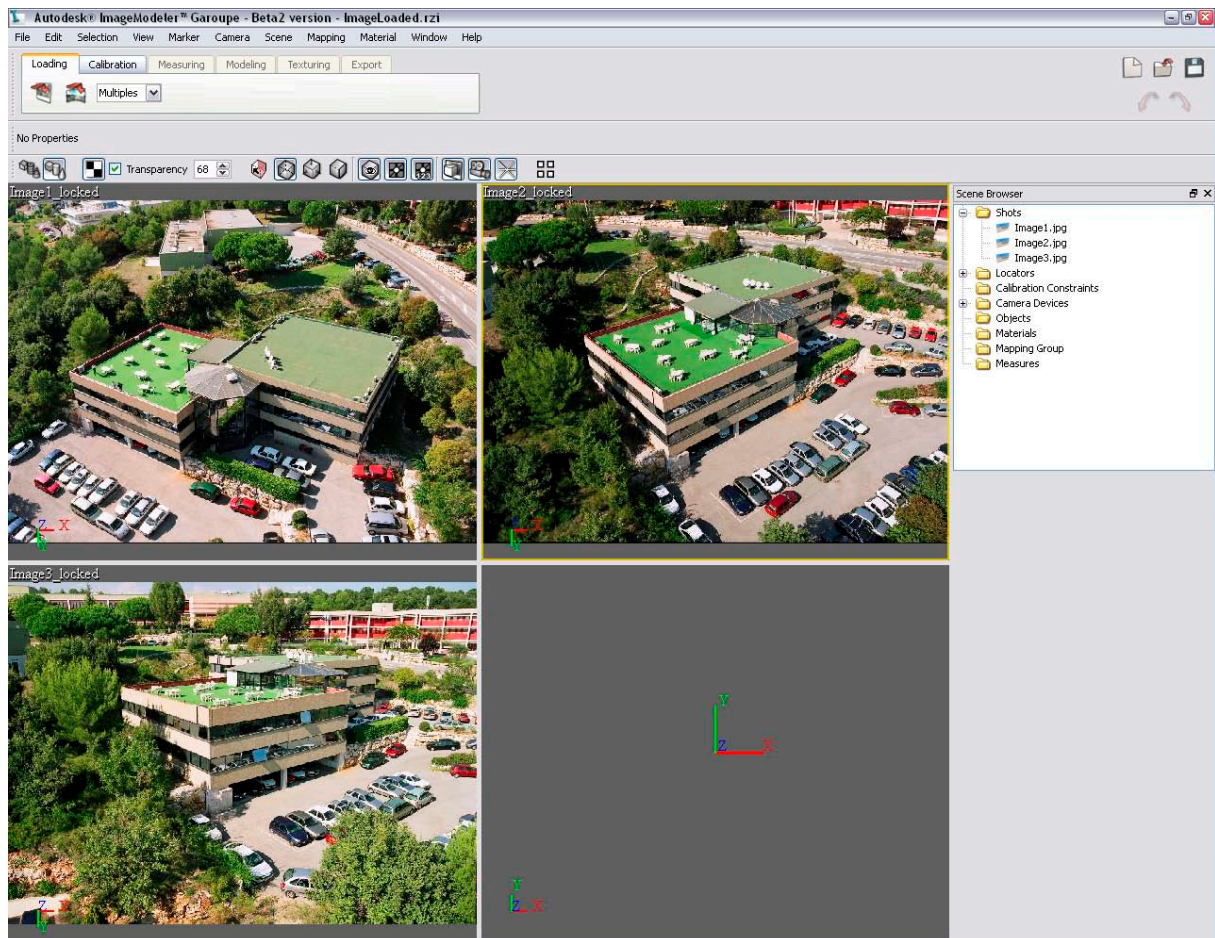 Autodesk® ImageModeler™ Garoupe - Beta2 version - ImageLoaded.rzi
File Edit Selection View Marker Camera Scene Mapping Material Window Help
Loading Calibration Measuring Modeling Texturing Export
Multiples
No Properties
Transparency 68
Image1_locked
Image2_locked
Scene Browser
Shots
Image1.jpg
Image2.jpg
Image3.jpg
Locators
Calibration Constraints
Camera Devices
Objects
Materials
Mapping Group
Measures
Z X
Y
Z X
Y
Image3_locked
Y
Z X
Z X
Y
Y
Z X